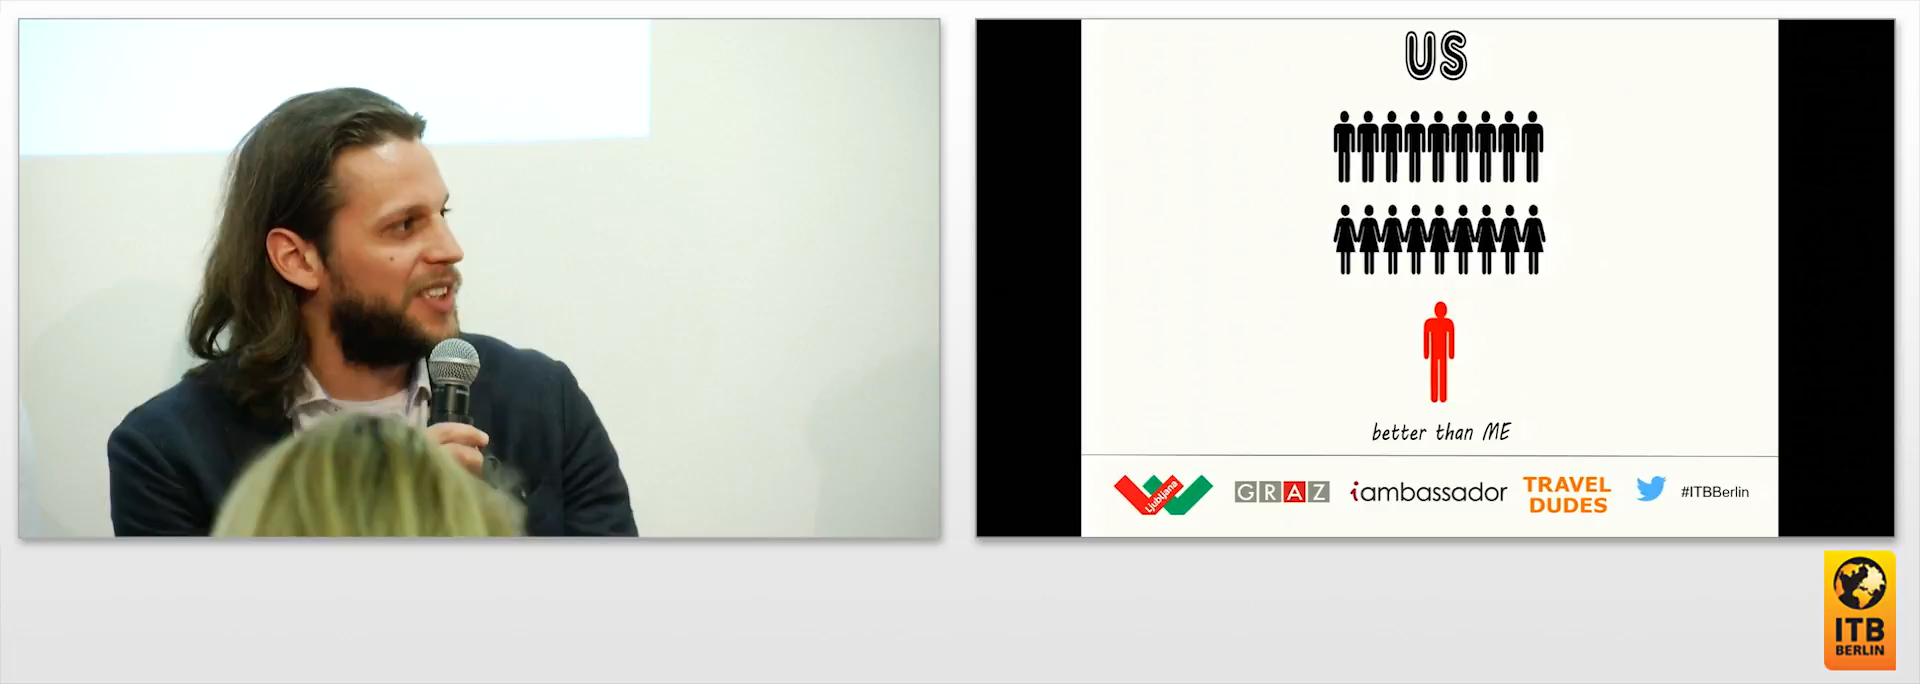 US
better than ME
Ljubljana
GRAZ
iambassador
TRAVEL
DUDES
#ITBBerlin
ITB
BERLIN